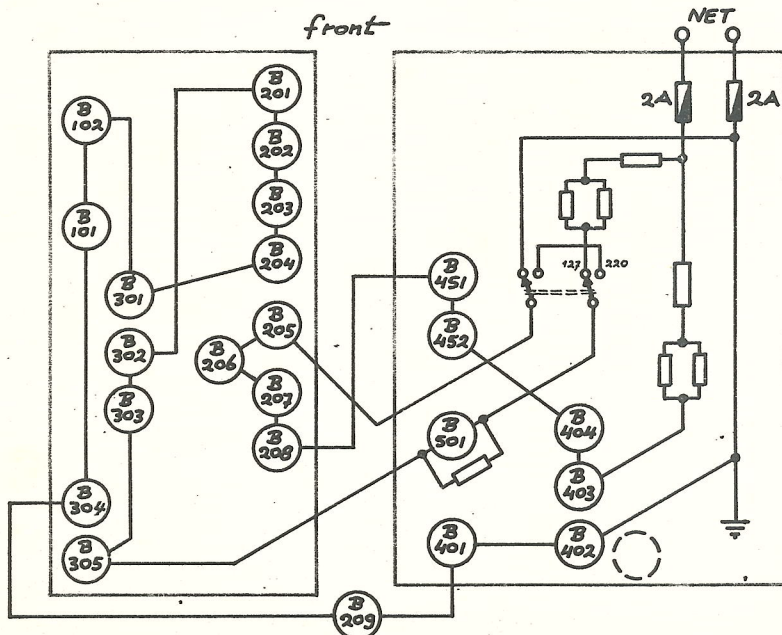 front
NET
2A
2A
B 201
B 102
B 202
B 203
B 101
B 204
B 301
127
220
B 451
B 205
B 452
B 302
B 206
B 207
B 303
B 404
B 501
B 208
B 403
B 304
B 401
B 402
B 305
B 209